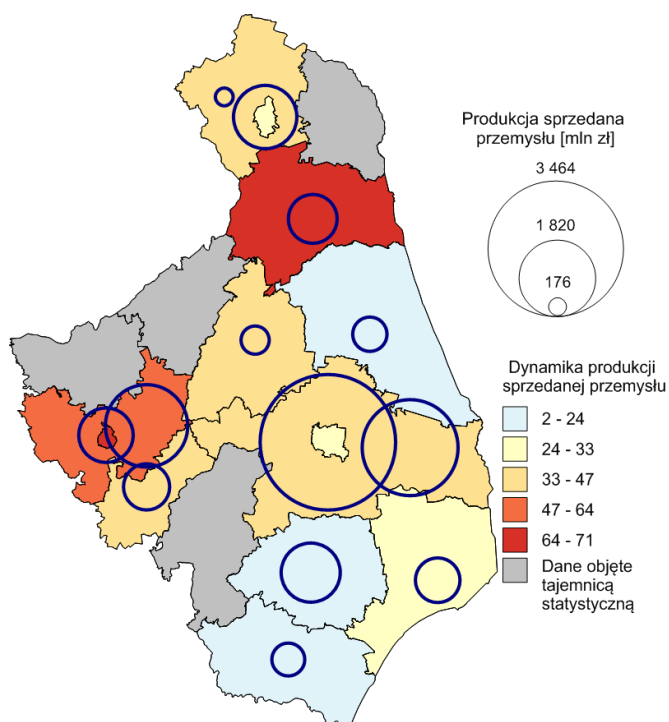 Produkcja sprzedana
przemysłu [mln zł]
3 464
1 820
176
Dynamika produkcji
sprzedanej przemysłu
2 - 24
24 - 33
33 - 47
47 - 64
64 - 71
Dane objęte
tajemnicą
statystyczną